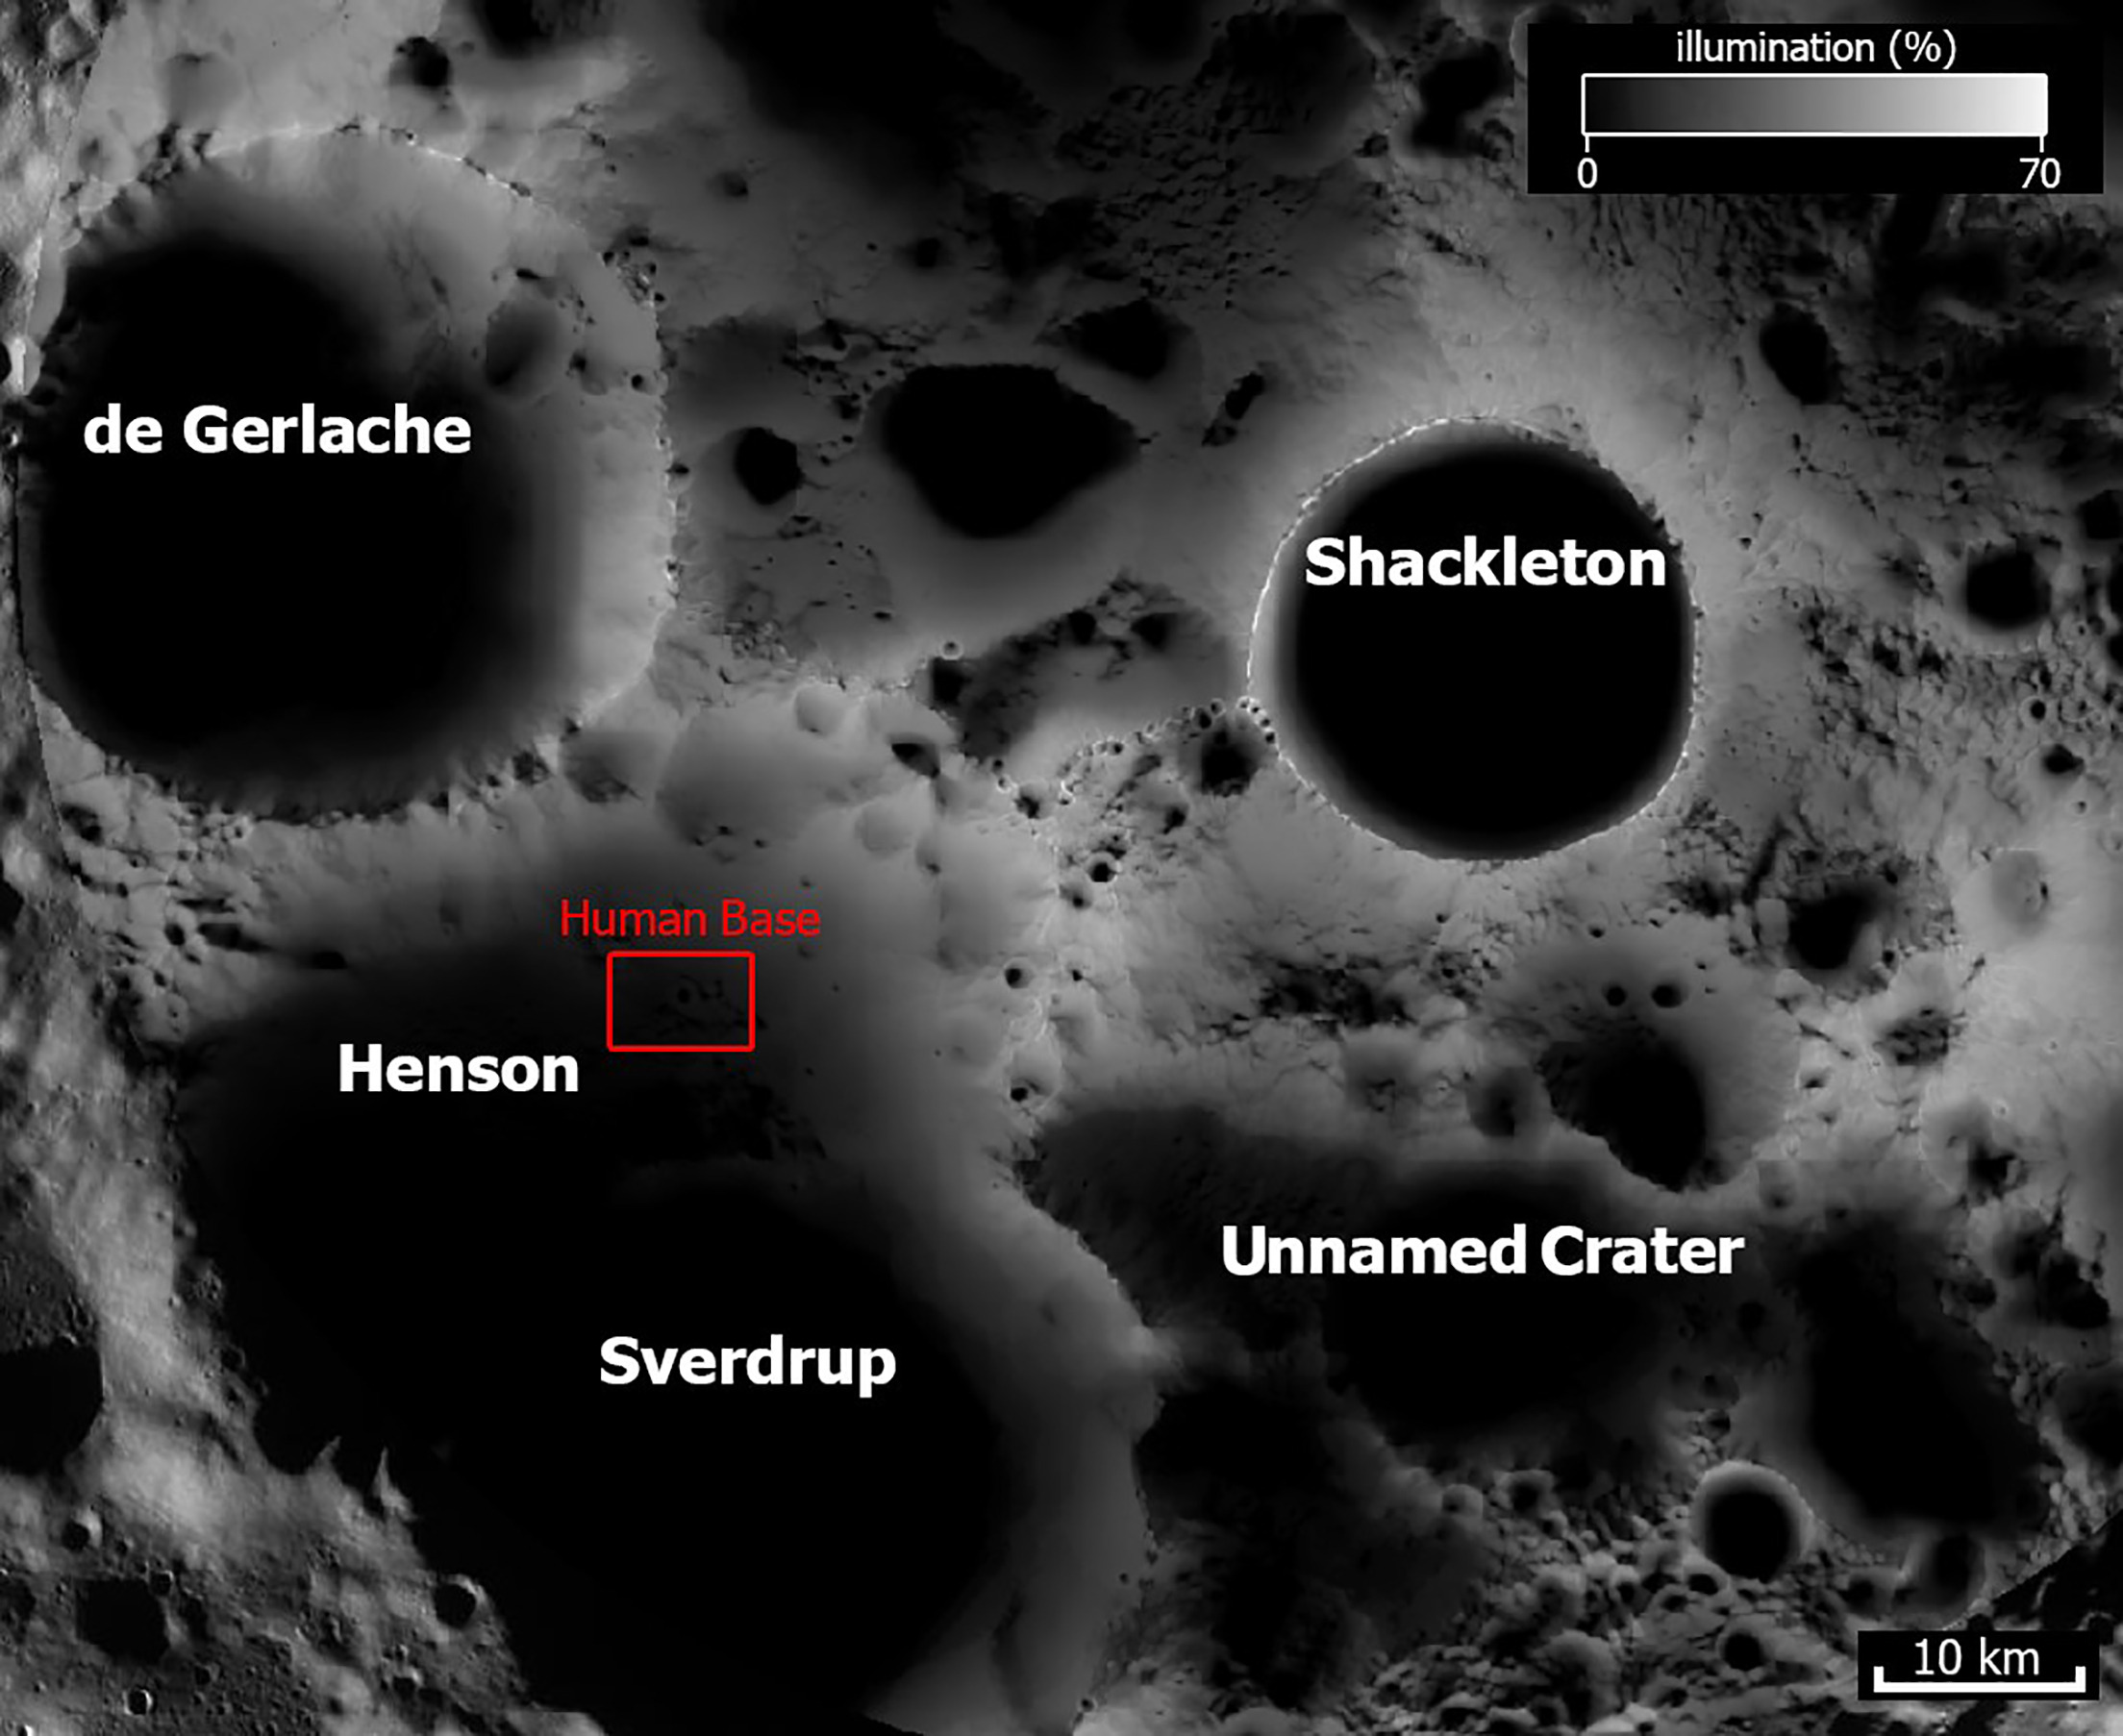 illumination (%)
0 70
de Gerlache
Shackleton
Human Base
Henson
Unnamed Crater
Sverdrup
10 km